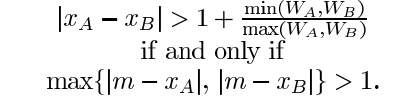 |x_A − x_B| > 1 + min(W_A,W_B)/max(W_A,W_B)
if and only if
max{|m − x_A|, |m − x_B|} > 1.